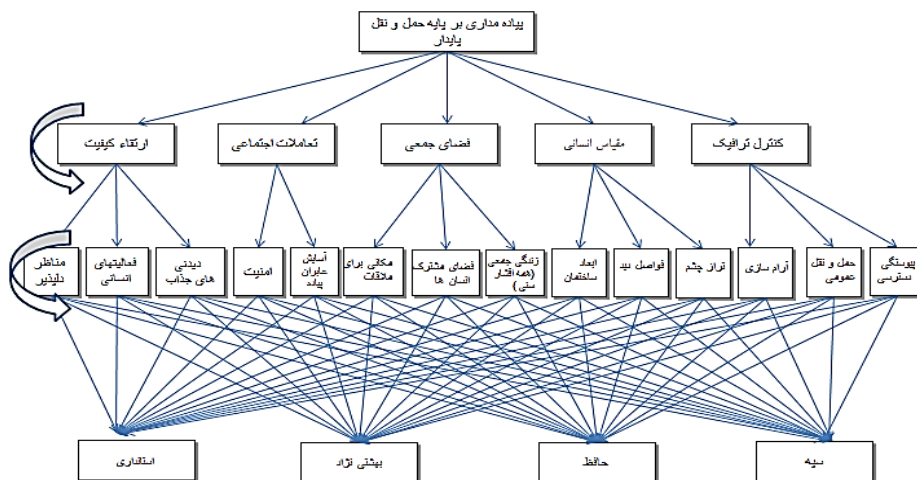 پیاده مداری بر پایه حمل و نقل
پایدار
کنترل ترافیک
مقیاس انسانی
فضای جمعی
تعاملات اجتماعی
ارتقاء کیفیت
پیوستگی
دسترسی
حمل و نقل
عمومی
آرام سازی
تراز چشم
فواصل دید
ابعاد
ساختمان
زندگی جمعی
(همه اقشار
سنی)
فضای مشترک
انسان ها
مکانی برای
ملاقات
آسایش
عابران
پیاده
امنیت
دیدنی
های جذاب
فعالیتهای
انسانی
مناظر
دلپذیر
سپه
حافظ
بهشتی نژاد
استانداری